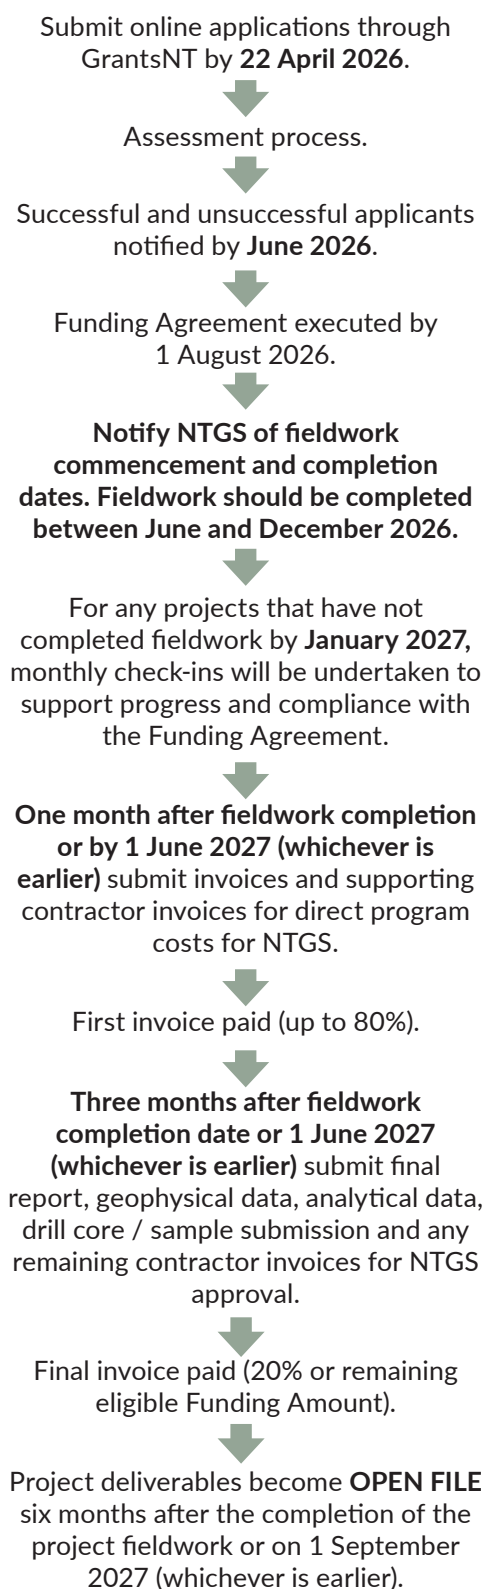 Submit online applications through
GrantsNT by 22 April 2026.
Assessment process.
Successful and unsuccessful applicants
notified by June 2026.
Funding Agreement executed by
1 August 2026.
Notify NTGS of fieldwork
commencement and completion
dates. Fieldwork should be completed
between June and December 2026.
For any projects that have not
completed fieldwork by January 2027,
monthly check-ins will be undertaken to
support progress and compliance with
the Funding Agreement.
One month after fieldwork completion
or by 1 June 2027 (whichever is
earlier) submit invoices and supporting
contractor invoices for direct program
costs for NTGS.
First invoice paid (up to 80%).
Three months after fieldwork
completion date or 1 June 2027
(whichever is earlier) submit final
report, geophysical data, analytical data,
drill core / sample submission and any
remaining contractor invoices for NTGS
approval.
Final invoice paid (20% or remaining
eligible Funding Amount).
Project deliverables become OPEN FILE
six months after the completion of the
project fieldwork or on 1 September
2027 (whichever is earlier).